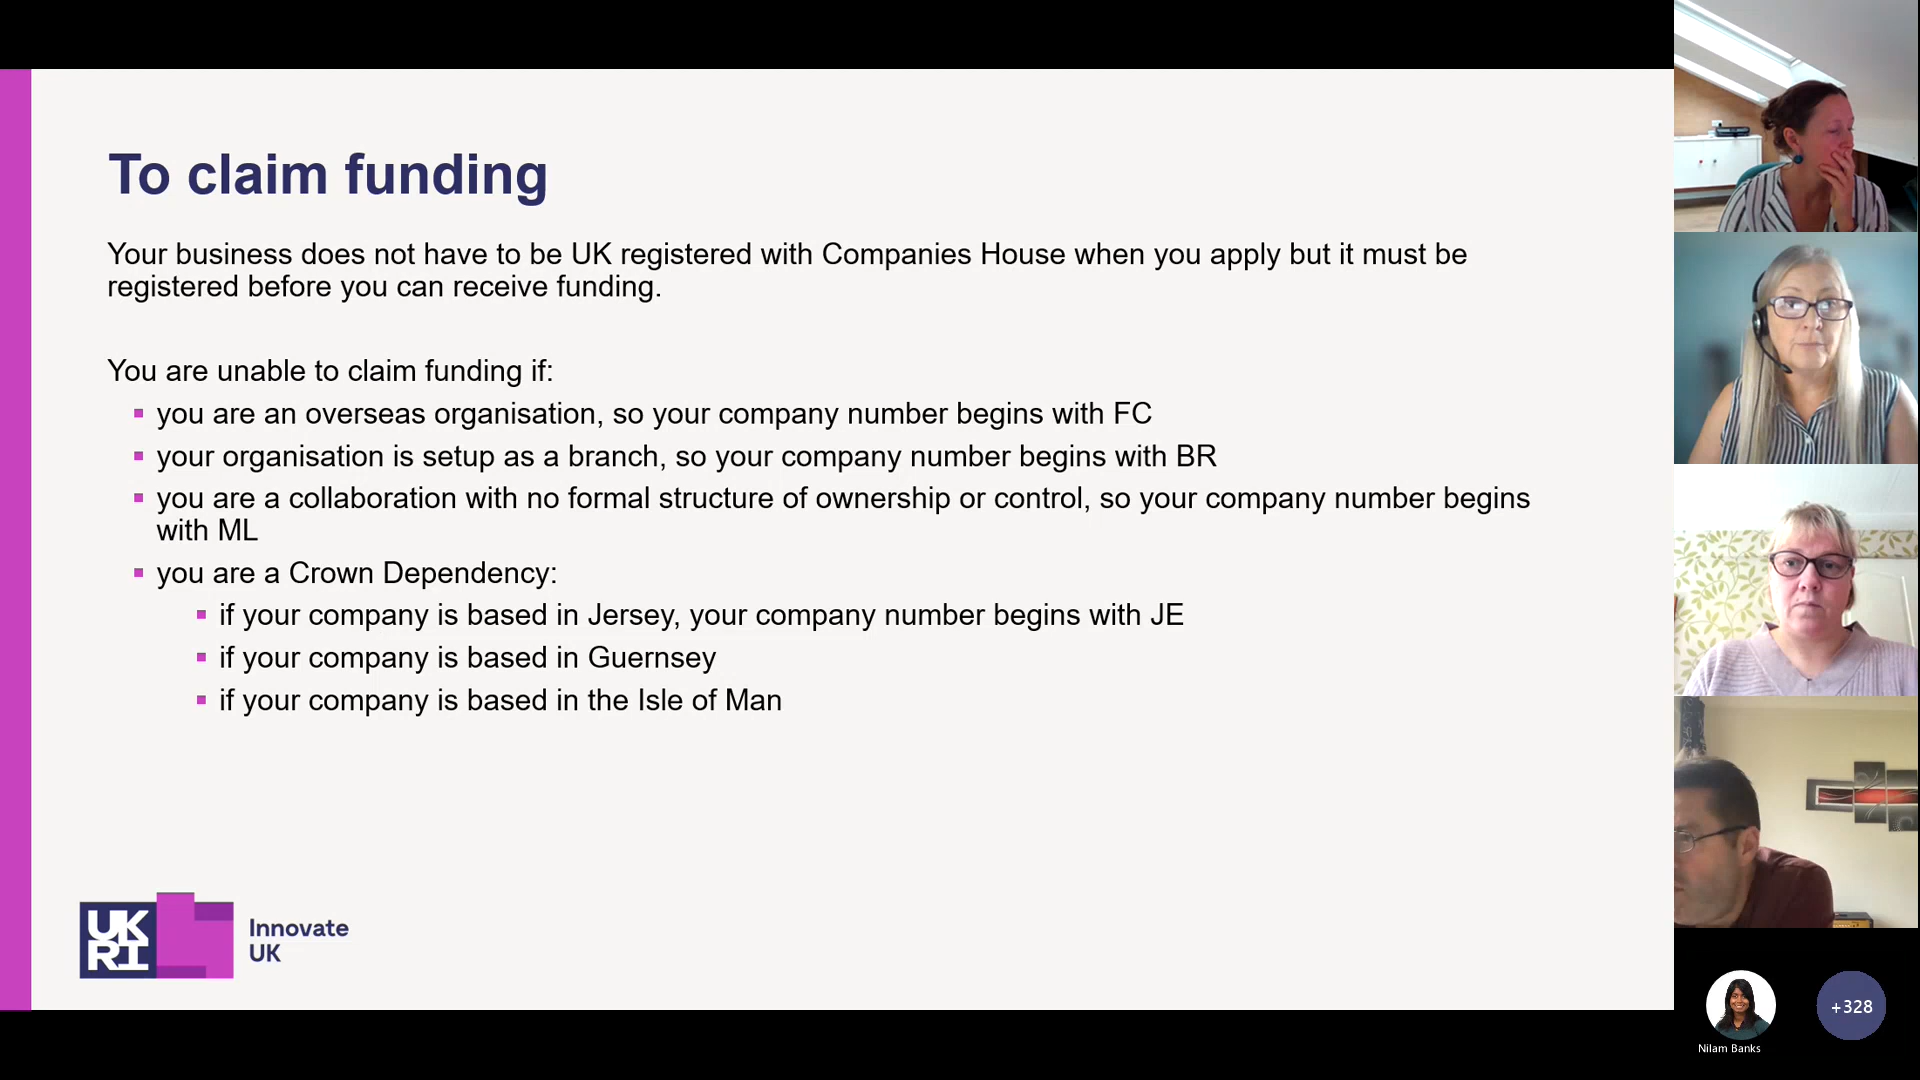 To claim funding
Your business does not have to be UK registered with Companies House when you apply but it must be
registered before you can receive funding.
You are unable to claim funding if:
you are an overseas organisation, so your company number begins with FC
your organisation is setup as a branch, so your company number begins with BR
you are a collaboration with no formal structure of ownership or control, so your company number begins
with ML
you are a Crown Dependency:
if your company is based in Jersey, your company number begins with JE
if your company is based in Guernsey
if your company is based in the Isle of Man
UK
RI
Innovate
UK
+328
Nilam Banks